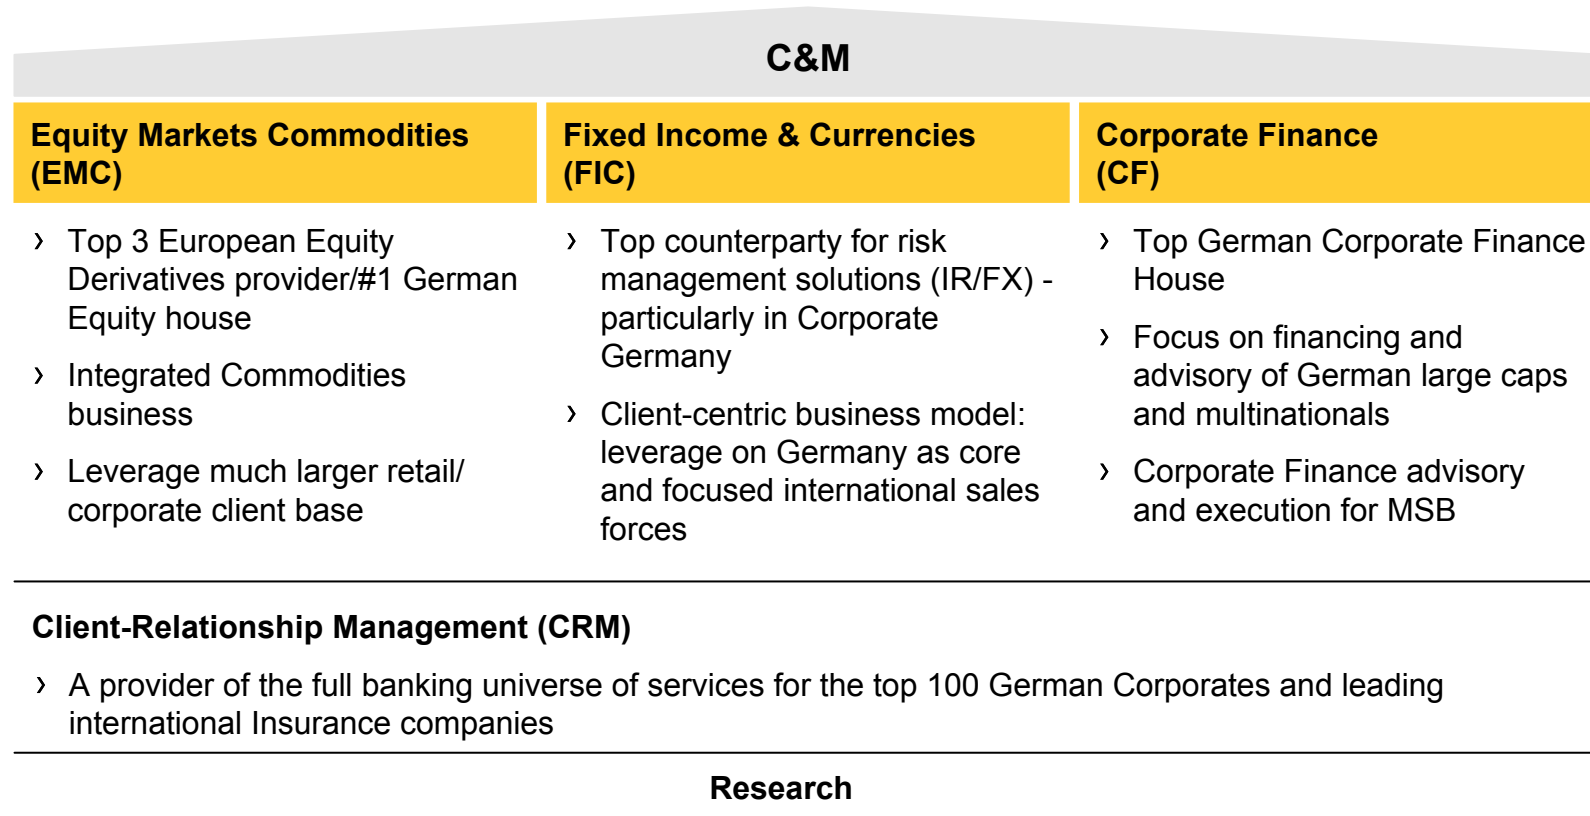 C&M
Equity Markets Commodities
(EMC)
› Top 3 European Equity
Derivatives provider/#1 German
Equity house
› Integrated Commodities
business
› Leverage much larger retail/
corporate client base
Fixed Income & Currencies
(FIC)
› Top counterparty for risk
management solutions (IR/FX) -
particularly in Corporate
Germany
› Client-centric business model:
leverage on Germany as core
and focused international sales
forces
Corporate Finance
(CF)
› Top German Corporate Finance
House
› Focus on financing and
advisory of German large caps
and multinationals
› Corporate Finance advisory
and execution for MSB
Client-Relationship Management (CRM)
› A provider of the full banking universe of services for the top 100 German Corporates and leading
international Insurance companies
Research